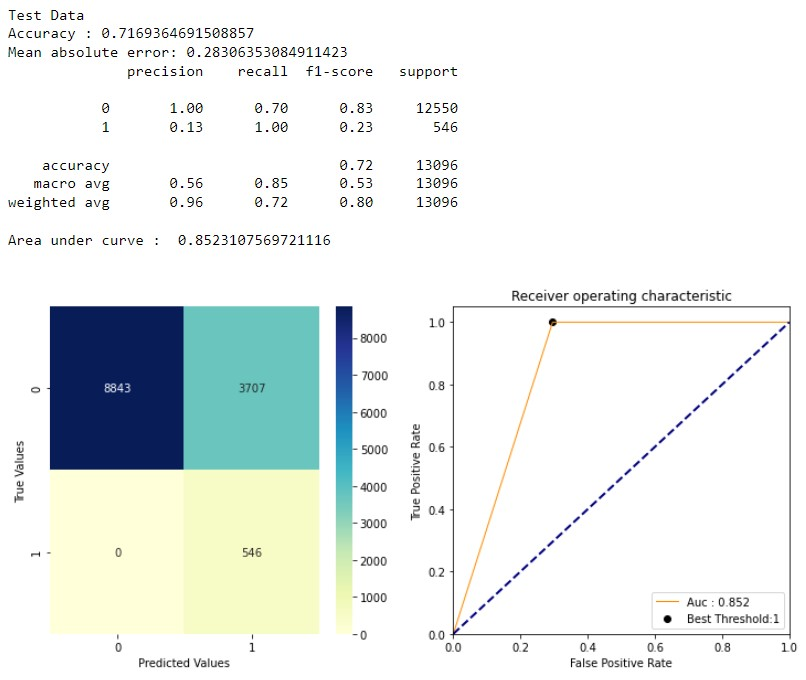 Test Data
Accuracy : 0.7169364691508857
Mean absolute error: 0.28306353084911423
precision recall f1-score support
0 1.00 0.70 0.83 12550
1 0.13 1.00 0.23 546
accuracy 0.72 13096
macro avg 0.56 0.85 0.53 13096
weighted avg 0.96 0.72 0.80 13096
Area under curve : 0.8523107569721116
0
1
True Values
8843 3707
0 546
0 1
Predicted Values
8000
7000
6000
5000
4000
3000
2000
1000
0
Receiver operating characteristic
True Positive Rate
1.0
0.8
0.6
0.4
0.2
0.0
Auc : 0.852
Best Threshold:1
0.0 0.2 0.4 0.6 0.8 1.0
False Positive Rate